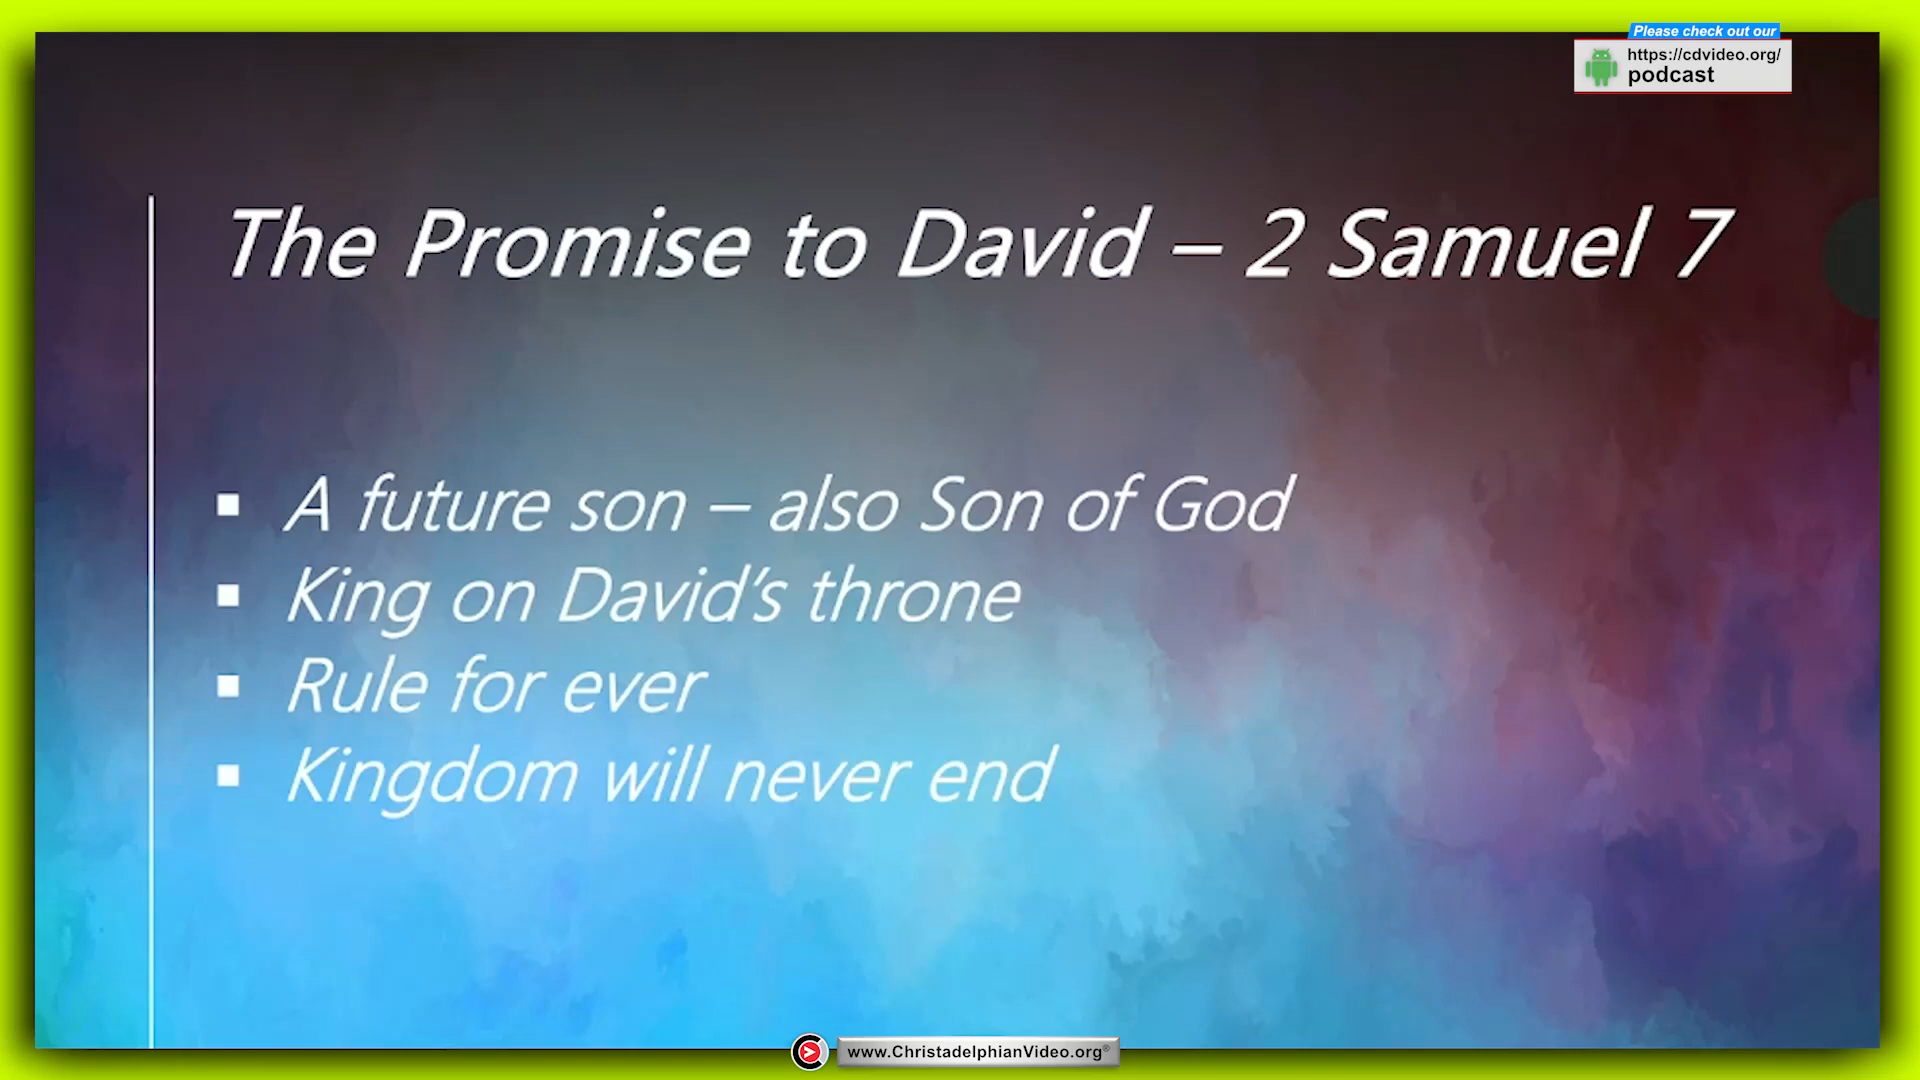 Please check out our
https://cdvideo.org/
podcast
The Promise to David – 2 Samuel 7
▪ A future son – also Son of God
▪ King on David’s throne
▪ Rule for ever
▪ Kingdom will never end
www.ChristadelphianVideo.org®